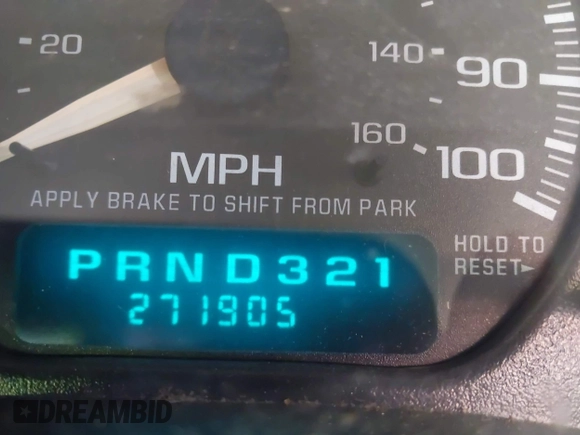 20
140 90
160 100
MPH
APPLY BRAKE TO SHIFT FROM PARK
HOLD TO
RESET
PRND321
271905
DREAMBID